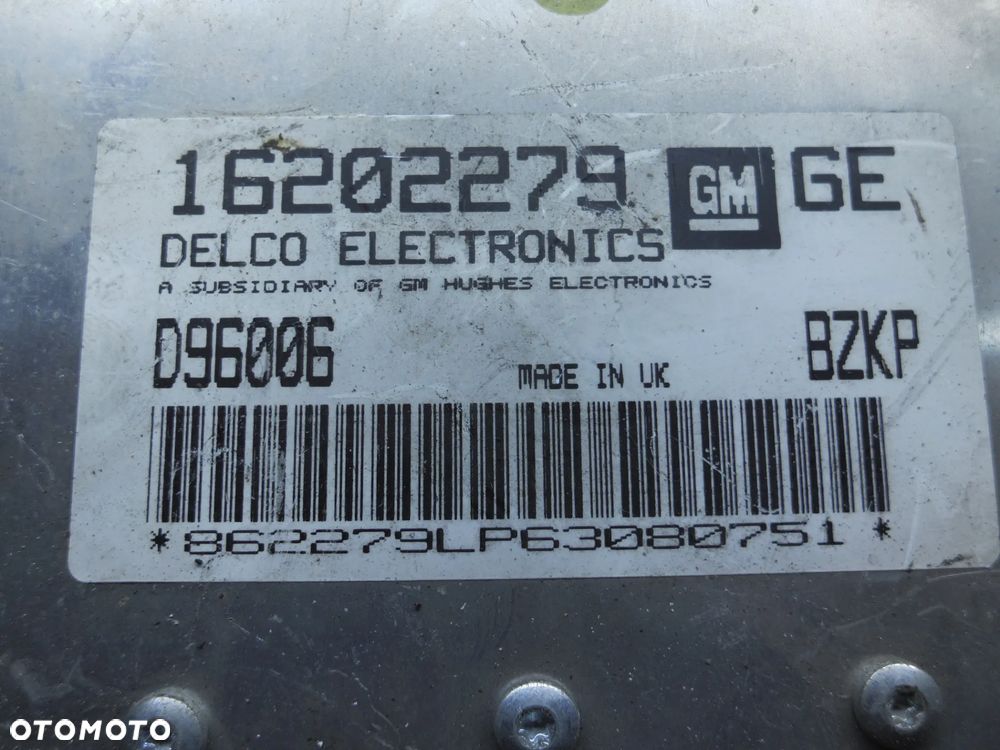 16202279 GM GE
DELCO ELECTRONICS
A SUBSIDIARY OF GM HUGHES ELECTRONICS
D96006 MADE IN UK BZKP
*862279LP63080751*
OTOMOTO